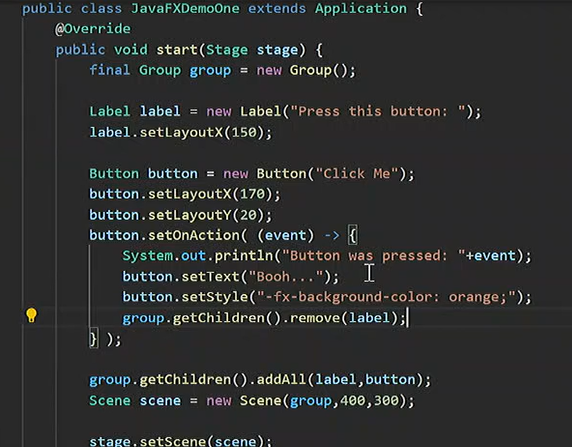 public class JavaFXDemoOne extends Application {
@Override
public void start(Stage stage) {
final Group group = new Group();
Label label = new Label("Press this button: ");
label.setLayoutX(150);
Button button = new Button("Click Me");
button.setLayoutX(170);
button.setLayoutY(20);
button.setOnAction( (event) -> {
System.out.println("Button was pressed: "+event);
button.setText("Booh...");
button.setStyle("-fx-background-color: orange;");
group.getChildren().remove(label);
} );
group.getChildren().addAll(label,button);
Scene scene = new Scene(group,400,300);
stage.setScene(scene);